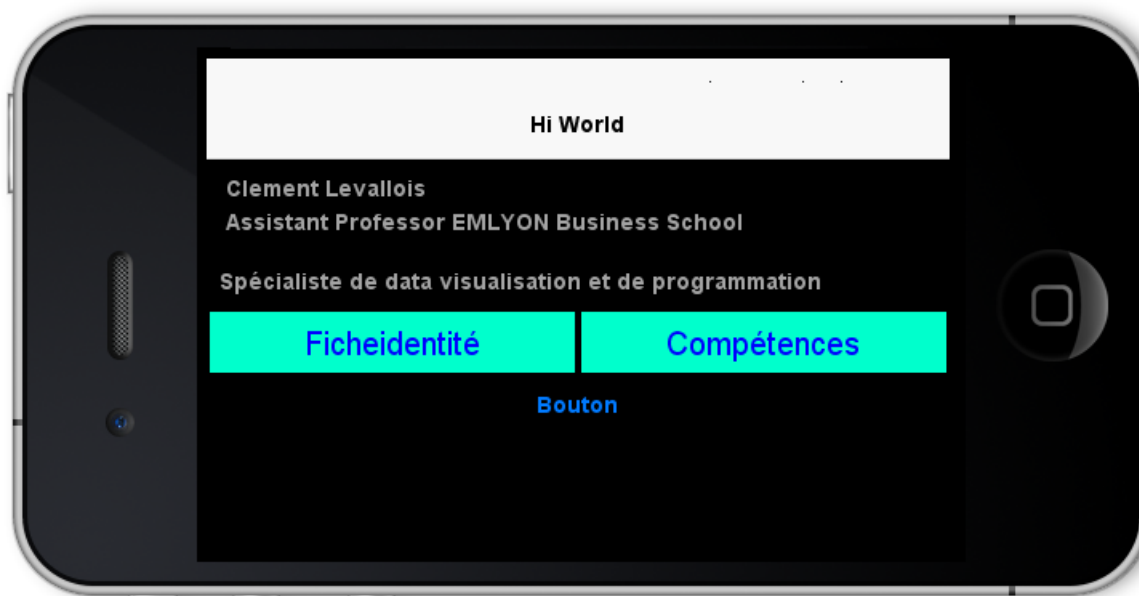 Hi World
Clement Levallois
Assistant Professor EMLYON Business School
Spécialiste de data visualisation et de programmation
Ficheidentité Compétences
Bouton